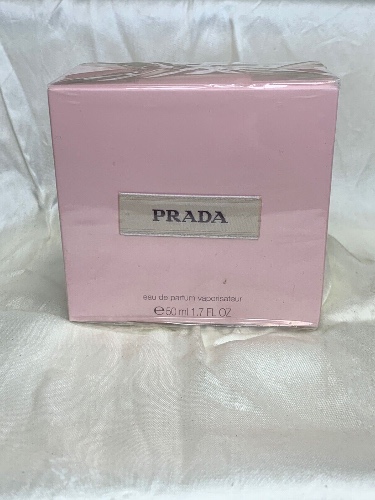 PRADA
eau de parfum vaporisateur
℮50 ml 1.7 FL OZ